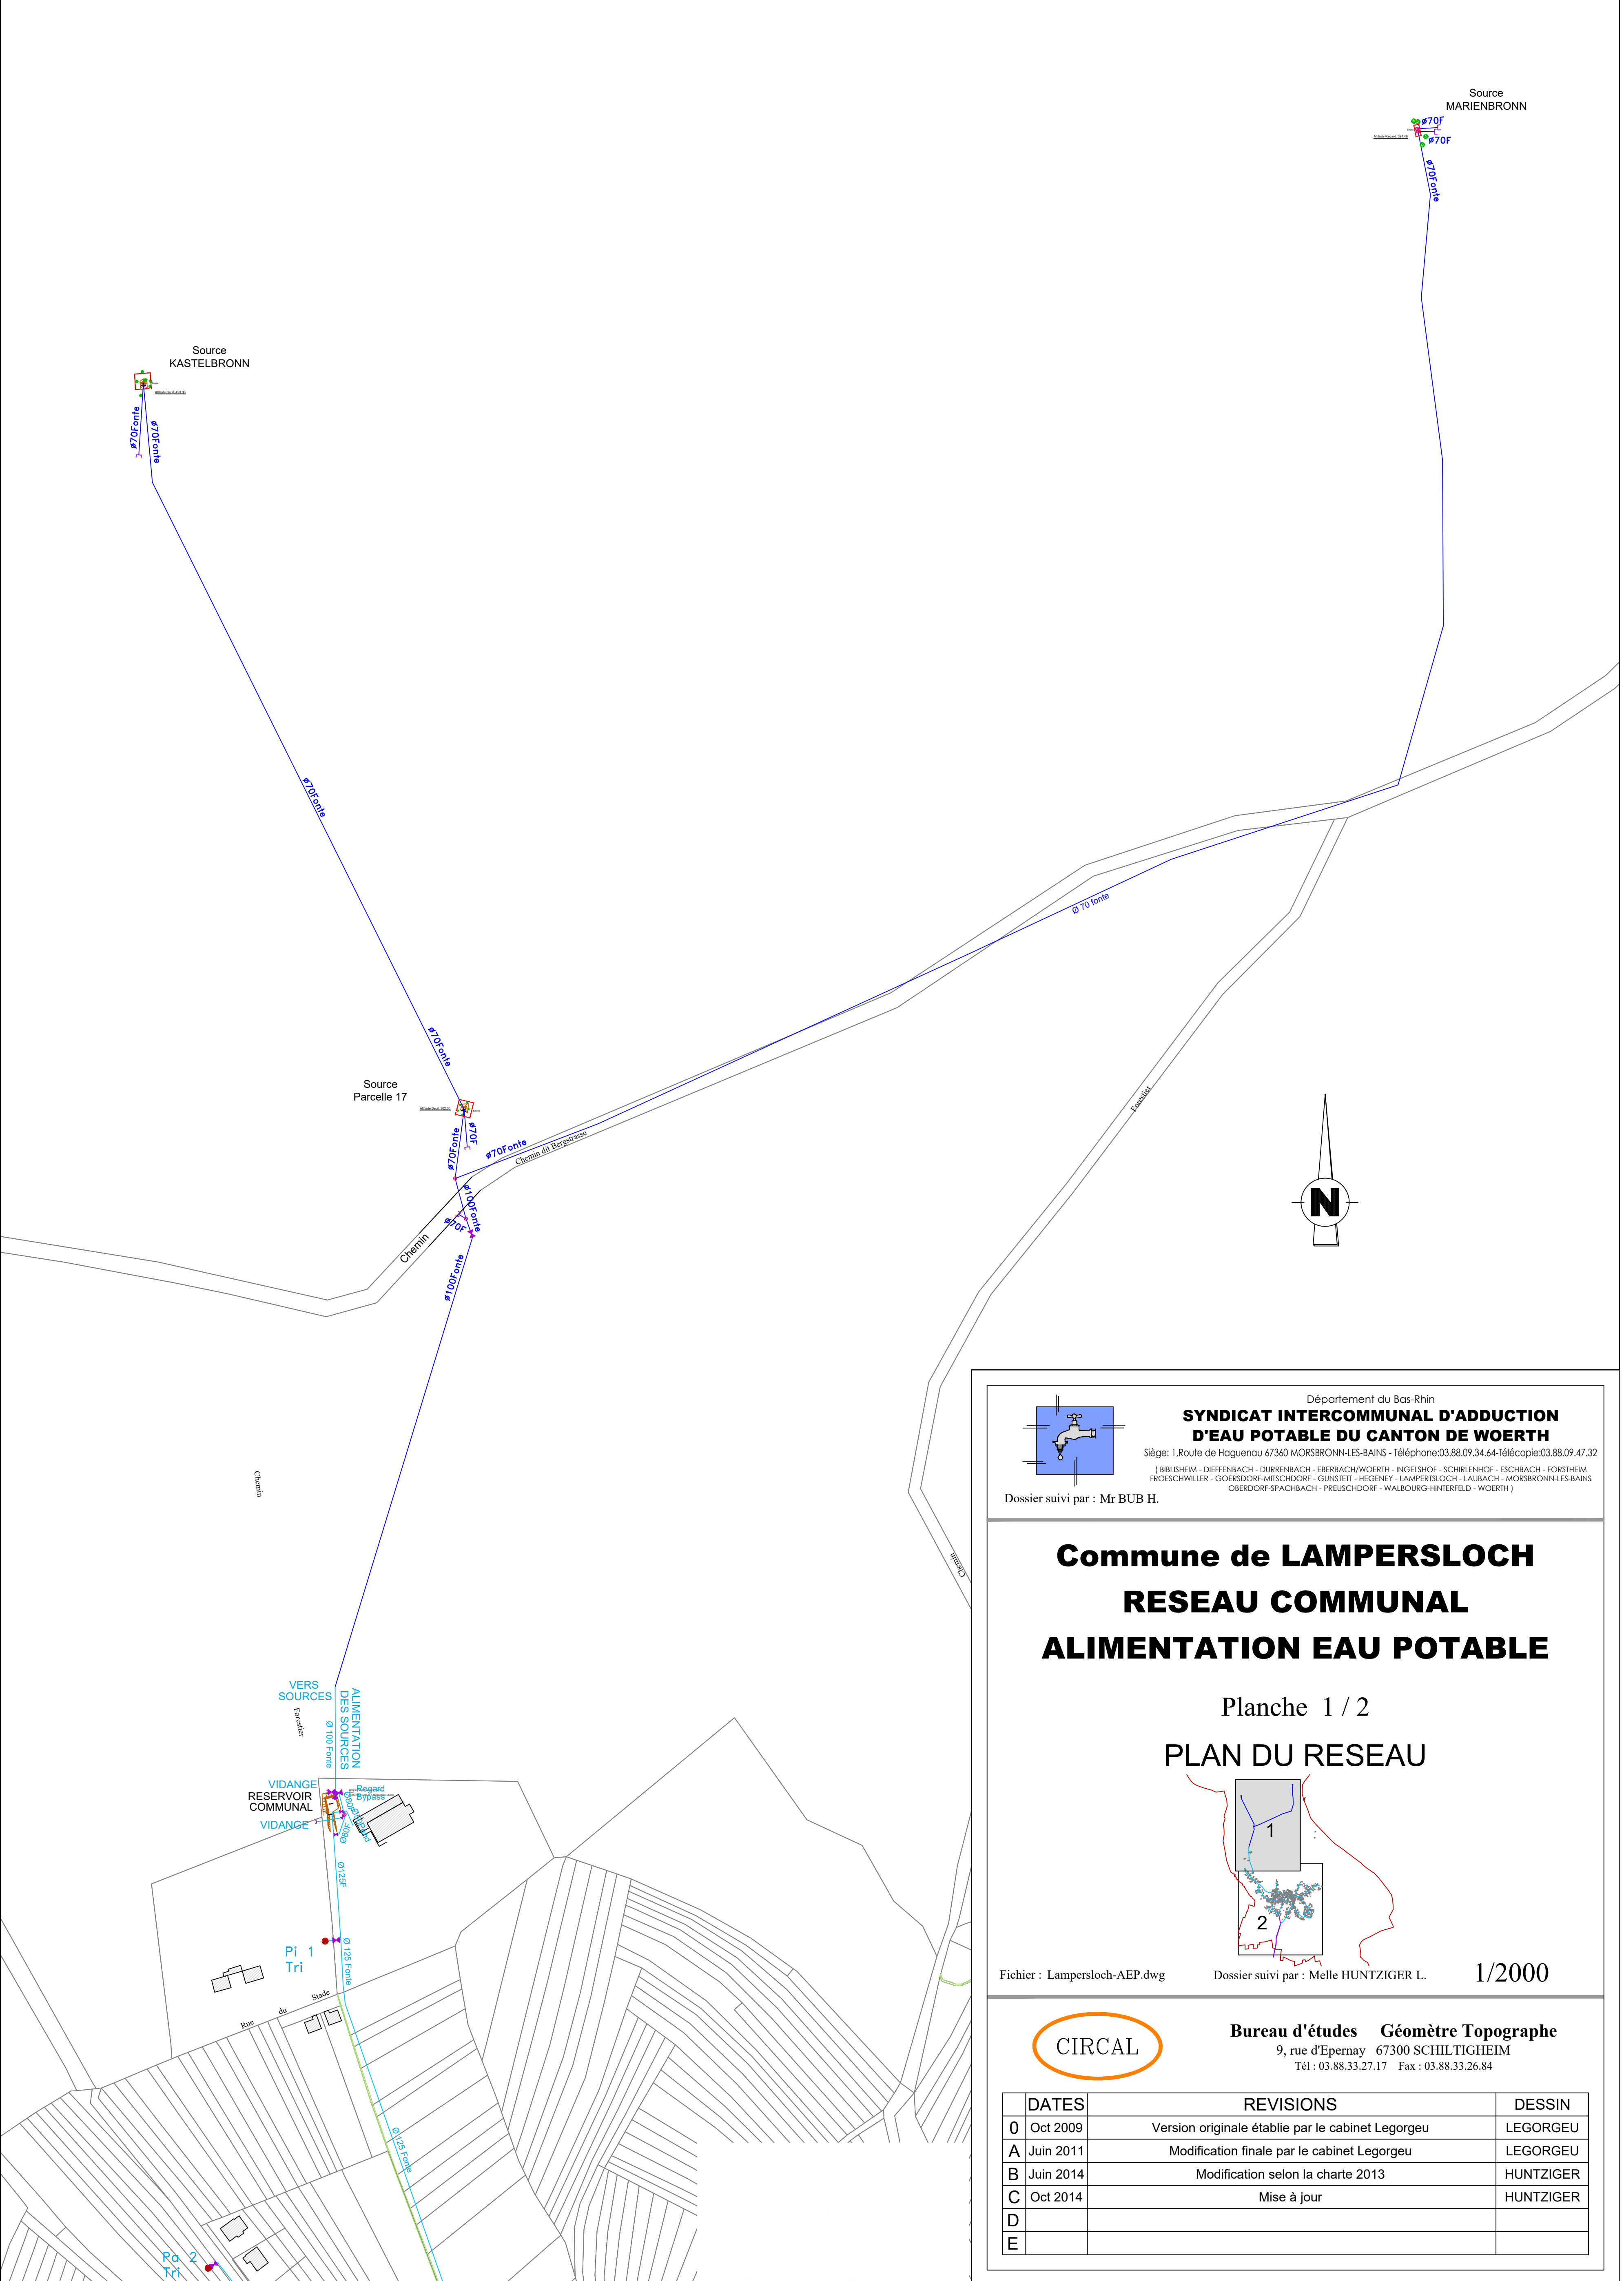 Source
MARIENBRONN
ø70F
ø70F
ø70Fonte
Source
KASTELBRONN
ø70Fonte
ø70Fonte
ø70Fonte
Ø 70 fonte
ø70Fonte
Source
Parcelle 17
ø70F
ø70Fonte
ø70Fonte
Chemin dit Bergstrasse
Forestier
ø100Fonte
ø70F
Chemin
ø100Fonte
N
Chemin
Chemin
VERS
SOURCES
ALIMENTATION
DES SOURCES
Forestier
Ø 100 Fonte
VIDANGE
RESERVOIR
COMMUNAL
VIDANGE
Regard
Bypass
Ø125F
Pi 1
Tri
Ø 125 Fonte
Rue du Stade
Ø 125 Fonte
Pa 2
Tri
Département du Bas-Rhin
SYNDICAT INTERCOMMUNAL D'ADDUCTION
D'EAU POTABLE DU CANTON DE WOERTH
Siège: 1,Route de Haguenau 67360 MORSBRONN-LES-BAINS - Téléphone:03.88.09.34.64-Télécopie:03.88.09.47.32
( BIBLISHEIM - DIEFFENBACH - DURRENBACH - EBERBACH/WOERTH - INGELSHOF - SCHIRLENHOF - ESCHBACH - FORSTHEIM
FROESCHWILLER - GOERSDORF-MITSCHDORF - GUNSTETT - HEGENEY - LAMPERTSLOCH - LAUBACH - MORSBRONN-LES-BAINS
OBERDORF-SPACHBACH - PREUSCHDORF - WALBOURG-HINTERFELD - WOERTH )
Dossier suivi par : Mr BUB H.
Commune de LAMPERSLOCH
RESEAU COMMUNAL
ALIMENTATION EAU POTABLE
Planche 1 / 2
PLAN DU RESEAU
1
2
Fichier : Lampersloch-AEP.dwg
Dossier suivi par : Melle HUNTZIGER L.
1/2000
CIRCAL
Bureau d'études Géomètre Topographe
9, rue d'Epernay 67300 SCHILTIGHEIM
Tél : 03.88.33.27.17 Fax : 03.88.33.26.84
DATES REVISIONS DESSIN
0 Oct 2009 Version originale établie par le cabinet Legorgeu LEGORGEU
A Juin 2011 Modification finale par le cabinet Legorgeu LEGORGEU
B Juin 2014 Modification selon la charte 2013 HUNTZIGER
C Oct 2014 Mise à jour HUNTZIGER
D
E